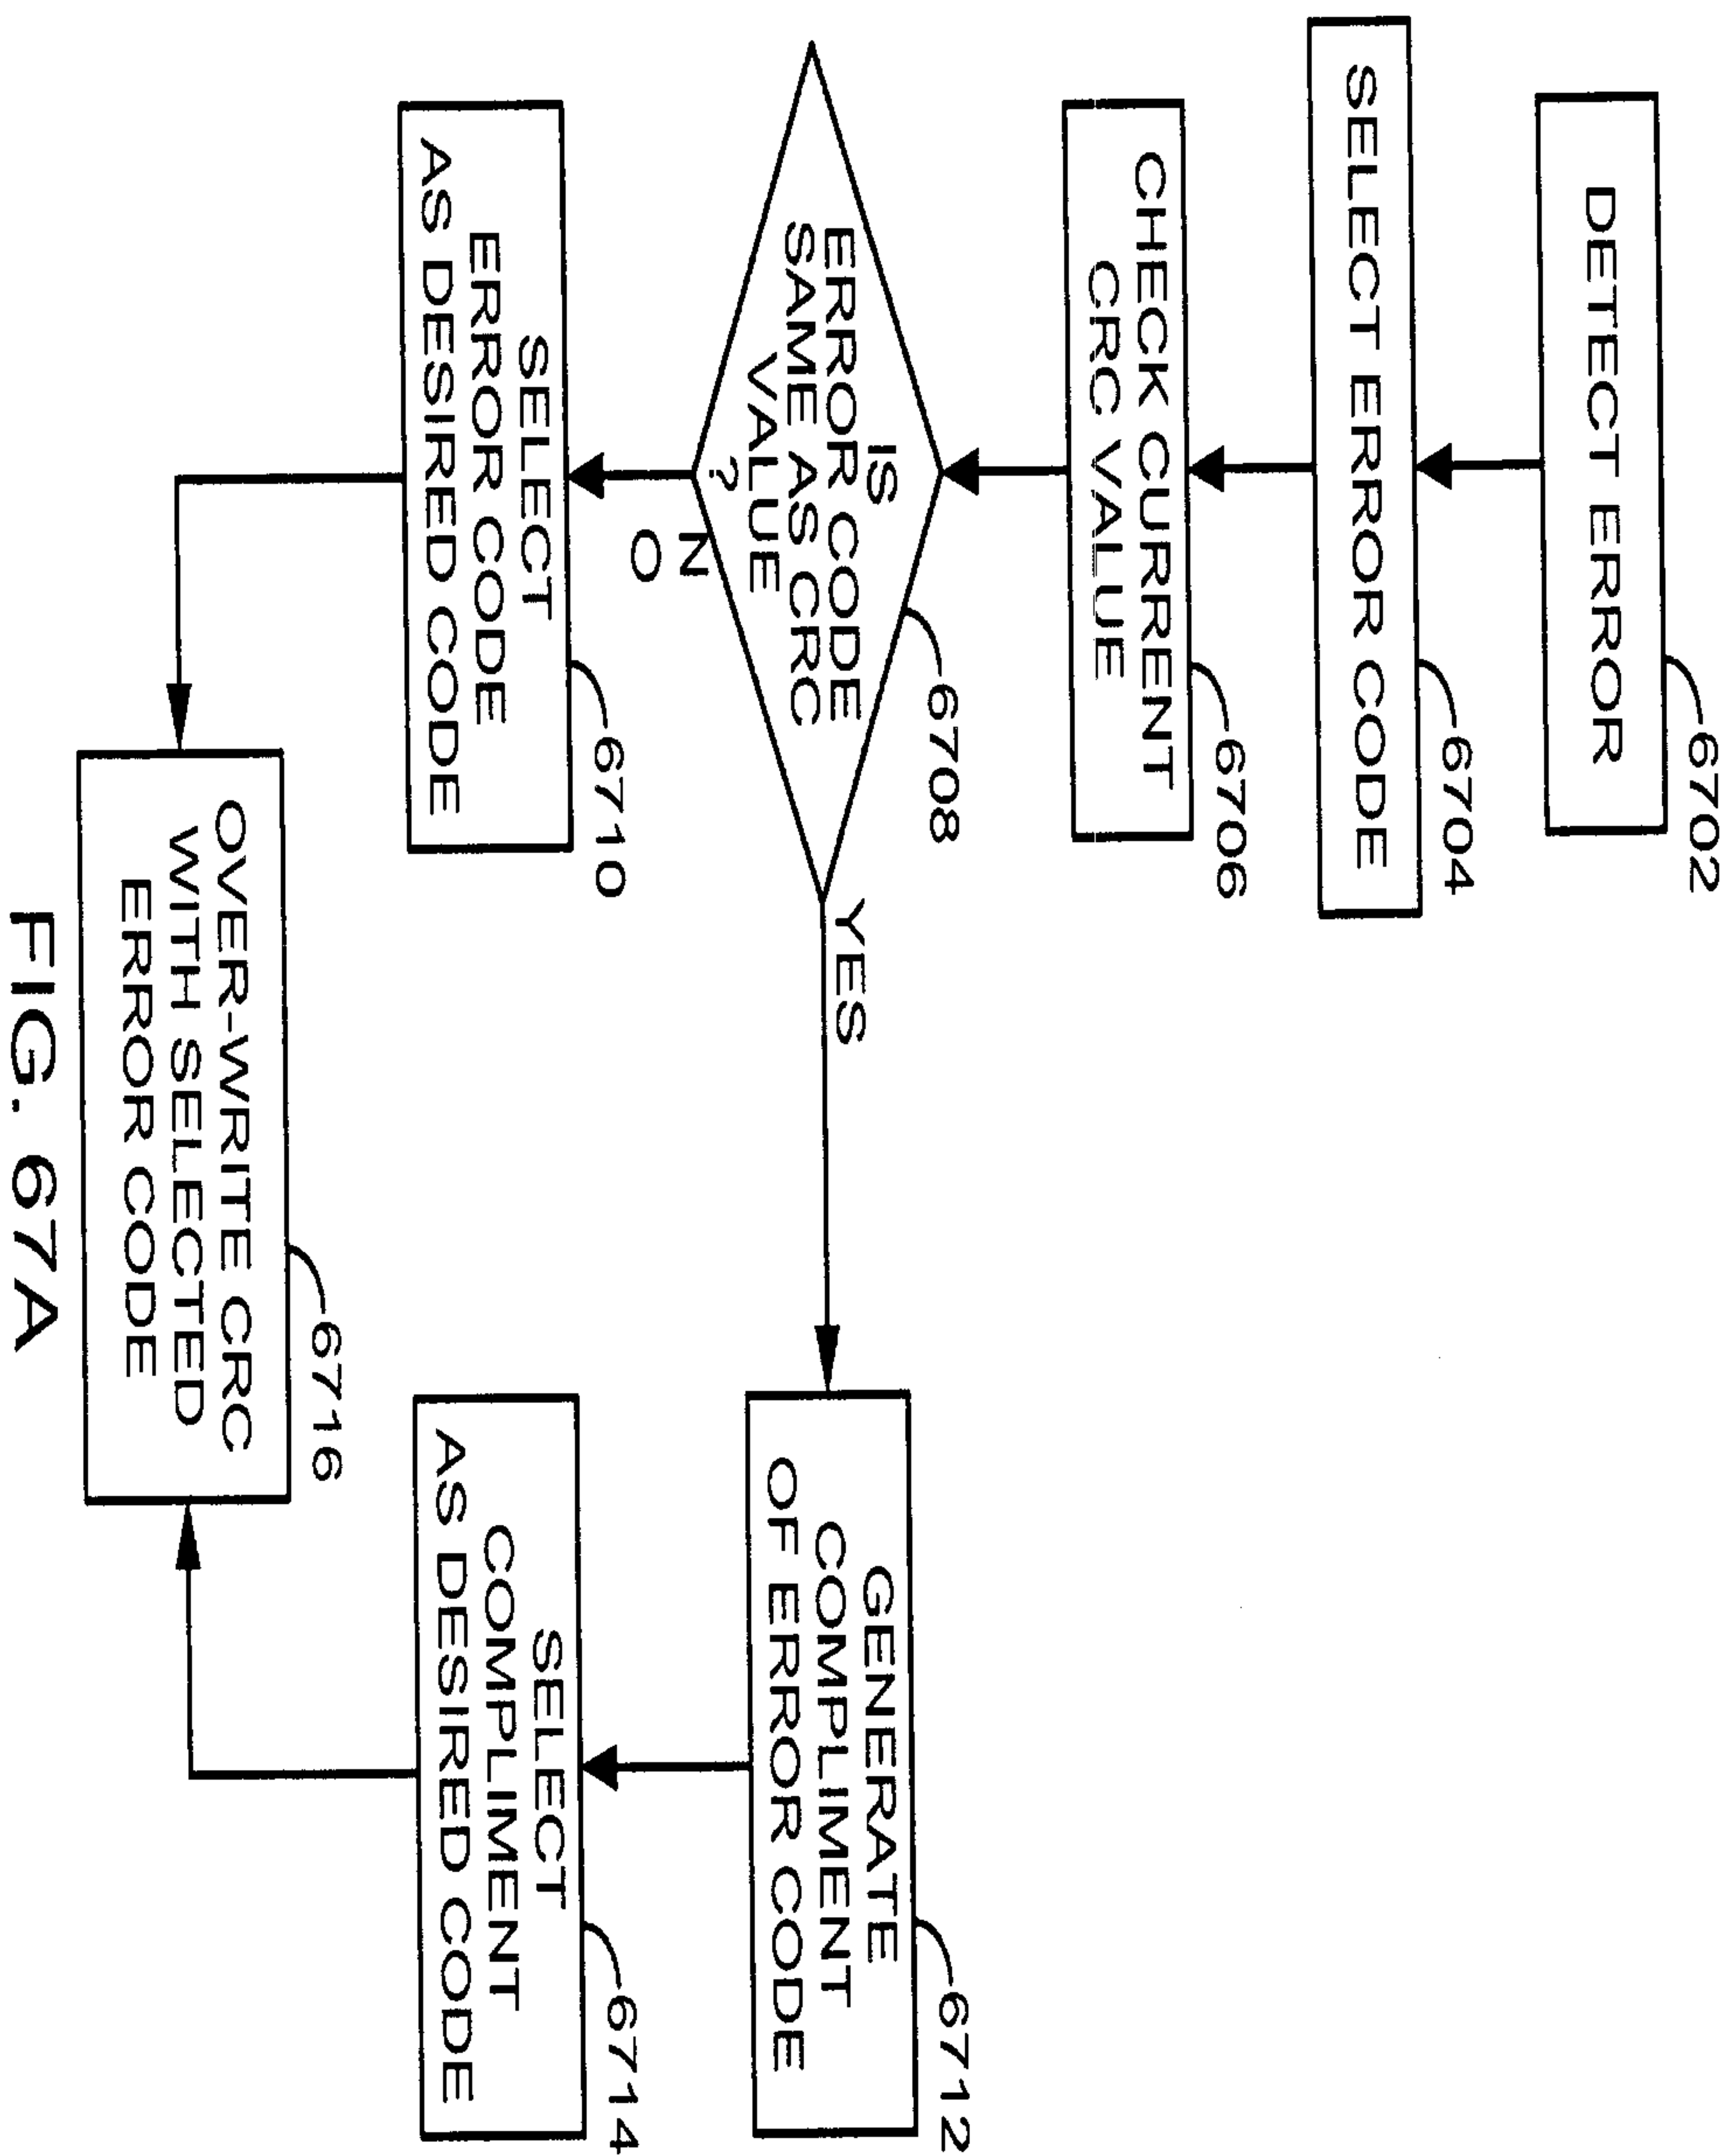 6702
DETECT ERROR
6704
SELECT ERROR CODE
6706
CHECK CURRENT
CRC VALUE
6708
IS
ERROR CODE
SAME AS CRC
VALUE
?
YES
NO
6712
GENERATE
COMPLIMENT
OF ERROR CODE
6710
SELECT
ERROR CODE
AS DESIRED CODE
6714
SELECT
COMPLIMENT
AS DESIRED CODE
6716
OVER-WRITE CRC
WITH SELECTED
ERROR CODE
FIG. 67A